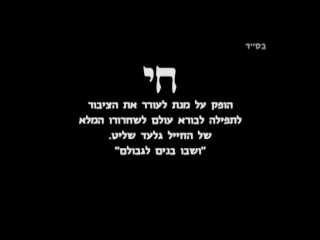 בס״ד
חי
הופק על מנת לעורר את הציבור
לתפילה לבורא עולם לשחרורו המלא
של החייל גלעד שליט.
"ושבו בנים לגבולם"